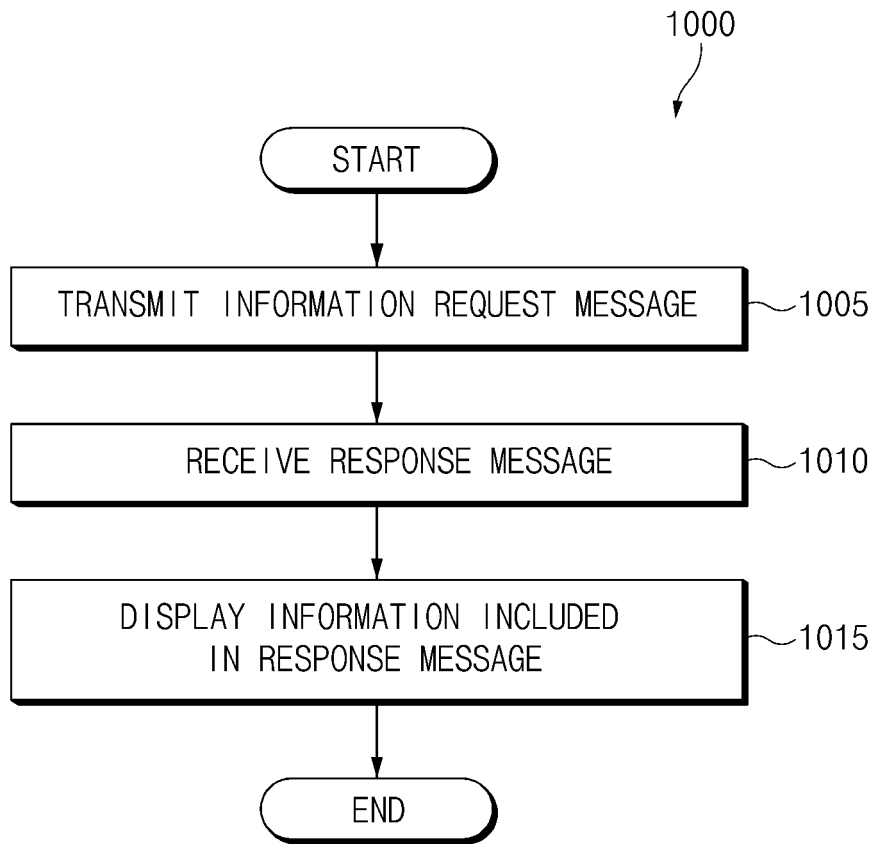 1000
START
TRANSMIT INFORMATION REQUEST MESSAGE
1005
RECEIVE RESPONSE MESSAGE
1010
DISPLAY INFORMATION INCLUDED
IN RESPONSE MESSAGE
1015
END